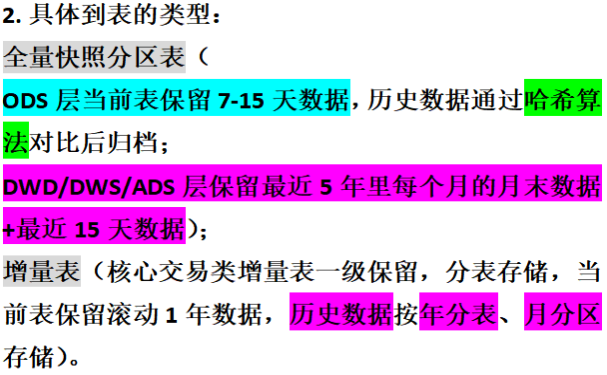 2. 具体到表的类型：
全量快照分区表（
ODS 层当前表保留 7-15 天数据，历史数据通过哈希算
法对比后归档；
DWD/DWS/ADS 层保留最近 5 年里每个月的月末数据
+最近 15 天数据）；
增量表（核心交易类增量表一级保留，分表存储，当
前表保留滚动 1 年数据，历史数据按年分表、月分区
存储）。